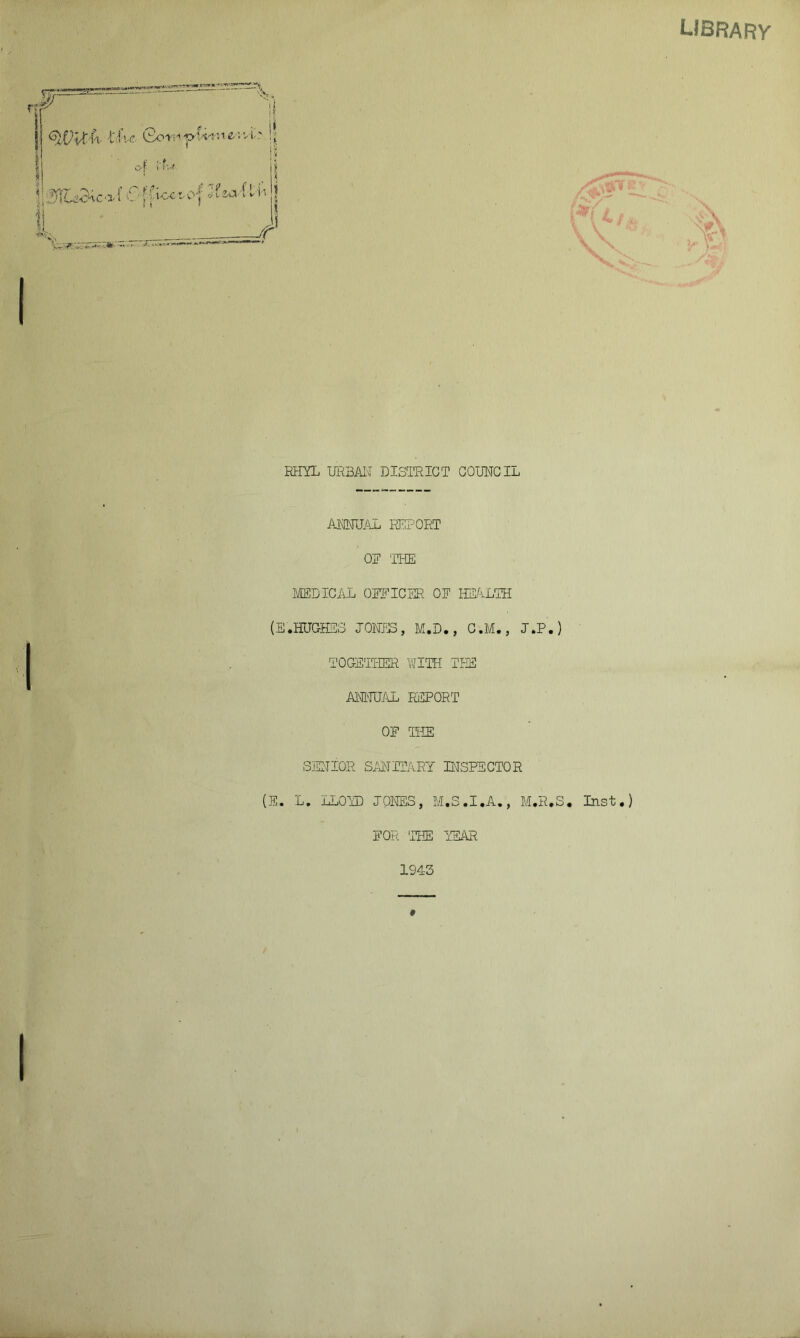 LIBRARY
With the Compliments
of the
Medical Officer of Health
RHYL URBAN DISTRICT COUNCIL
ANNUAL REPORT
OF THE
MEDICAL OFFICER OF HEALTH
(E.HUGHES JONES, M.D., C.M., J.P.)
TOGETHER WITH THE
ANNUAL REPORT
OF THE
SENIOR SANITARY INSPECTOR
(E. L. LLOYD JONES, M.S.I.A., M.R.S. Inst.)
FOR THE YEAR
1943